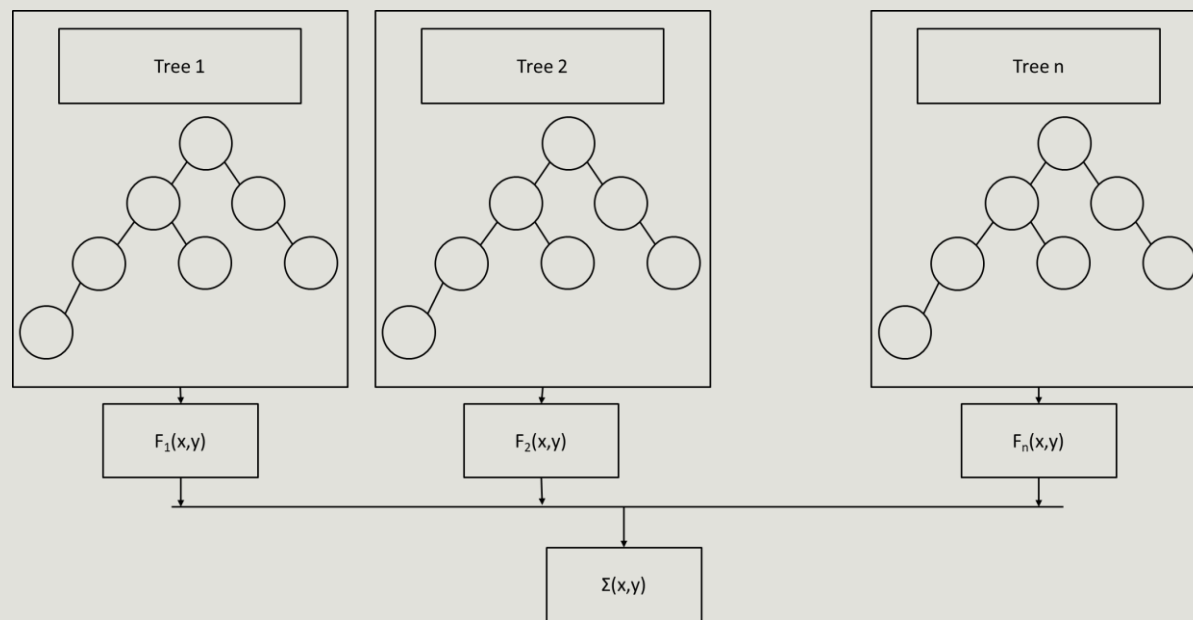 Tree 1
Tree 2
Tree n
F₁(x,y)
F₂(x,y)
Fₙ(x,y)
Σ(x,y)